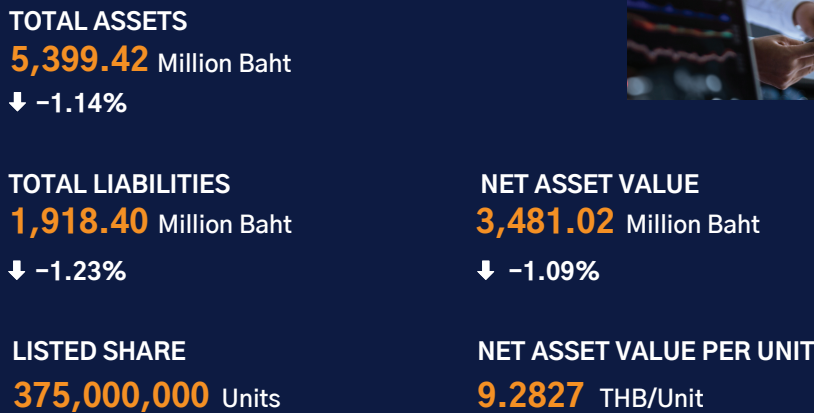 TOTAL ASSETS
5,399.42 Million Baht
-1.14%
TOTAL LIABILITIES
1,918.40 Million Baht
-1.23%
NET ASSET VALUE
3,481.02 Million Baht
-1.09%
LISTED SHARE
375,000,000 Units
NET ASSET VALUE PER UNIT
9.2827 THB/Unit